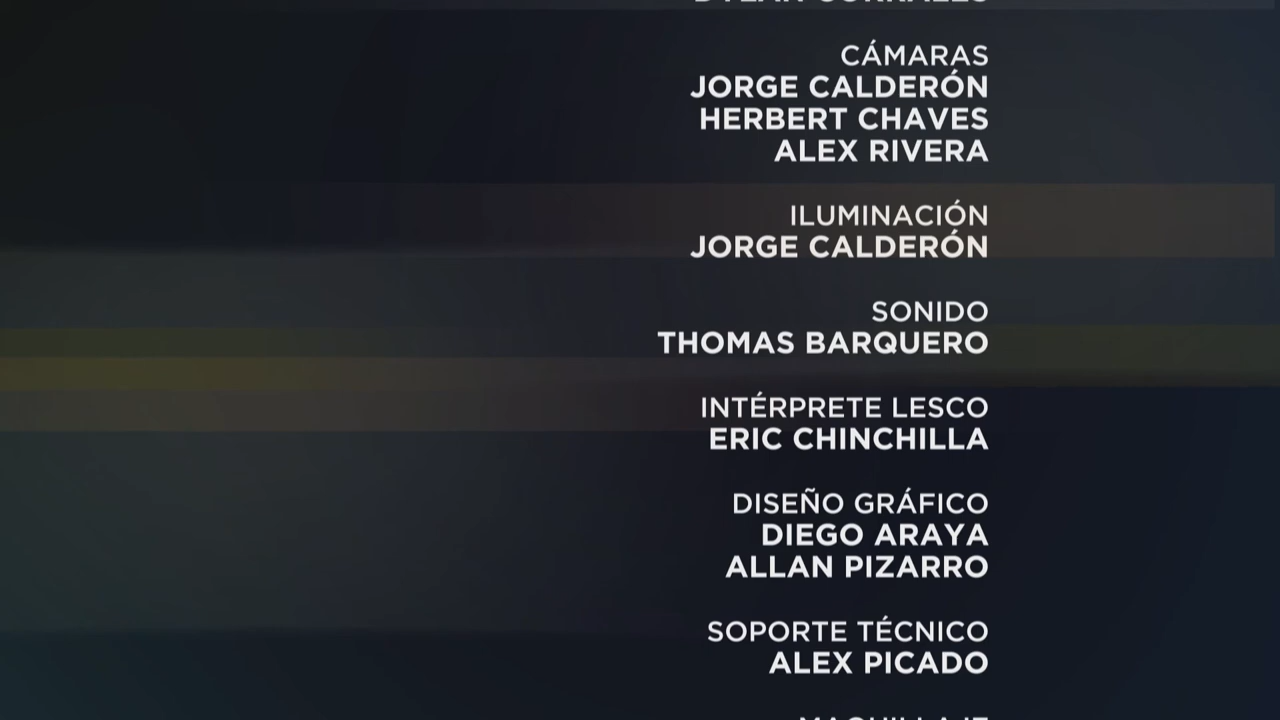 CÁMARAS
JORGE CALDERÓN
HERBERT CHAVES
ALEX RIVERA
ILUMINACIÓN
JORGE CALDERÓN
SONIDO
THOMAS BARQUERO
INTÉRPRETE LESCO
ERIC CHINCHILLA
DISEÑO GRÁFICO
DIEGO ARAYA
ALLAN PIZARRO
SOPORTE TÉCNICO
ALEX PICADO